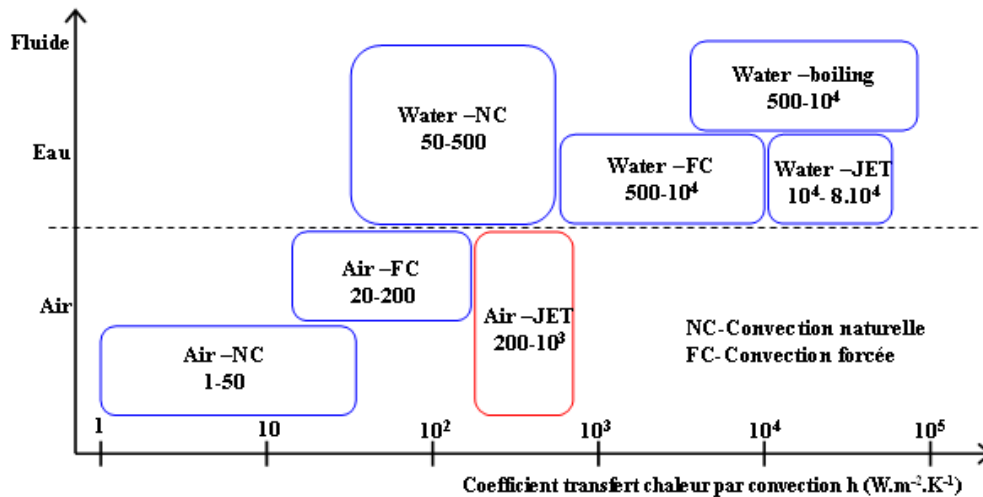 Fluide
Water –boiling
500-10⁴
Water –NC
50-500
Eau
Water –FC
500-10⁴
Water –JET
10⁴- 8.10⁴
Air –FC
20-200
Air
Air –JET
200-10³
NC-Convection naturelle
FC-Convection forcée
Air –NC
1-50
1 10 10² 10³ 10⁴ 10⁵
Coefficient transfert chaleur par convection h (W.m⁻².K⁻¹)